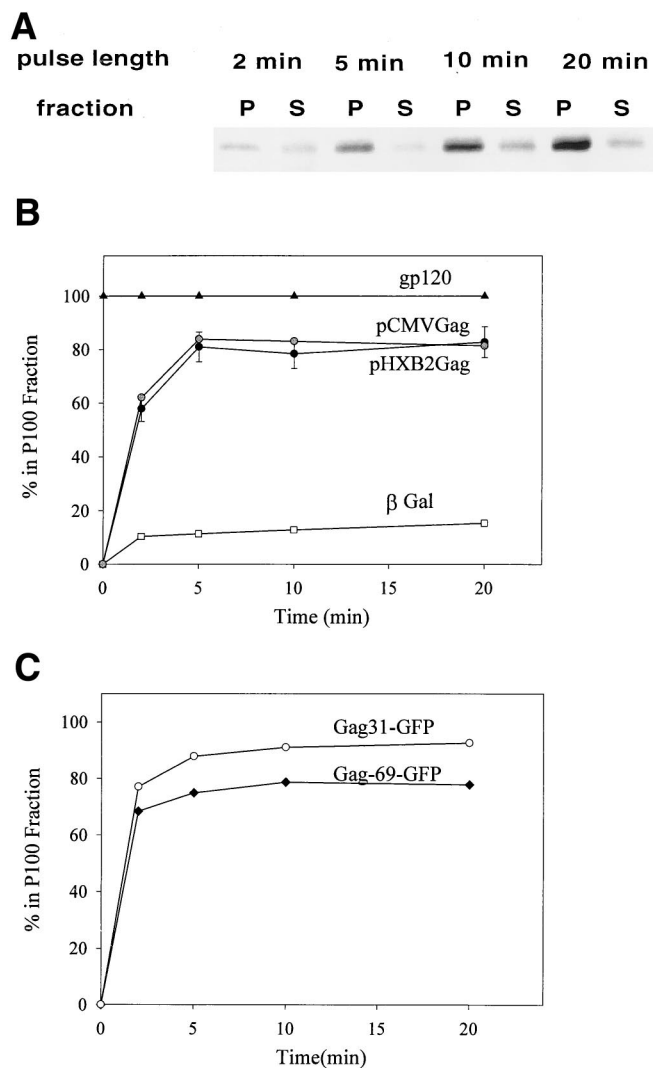 A
pulse length 2 min 5 min 10 min 20 min
fraction P S P S P S P S
B
gp120
pCMVGag
pHXB2Gag
β Gal
% in P100 Fraction
100
80
60
40
20
0
0 5 10 15 20
Time (min)
C
Gag31-GFP
Gag-69-GFP
% in P100 Fraction
100
80
60
40
20
0
0 5 10 15 20
Time(min)